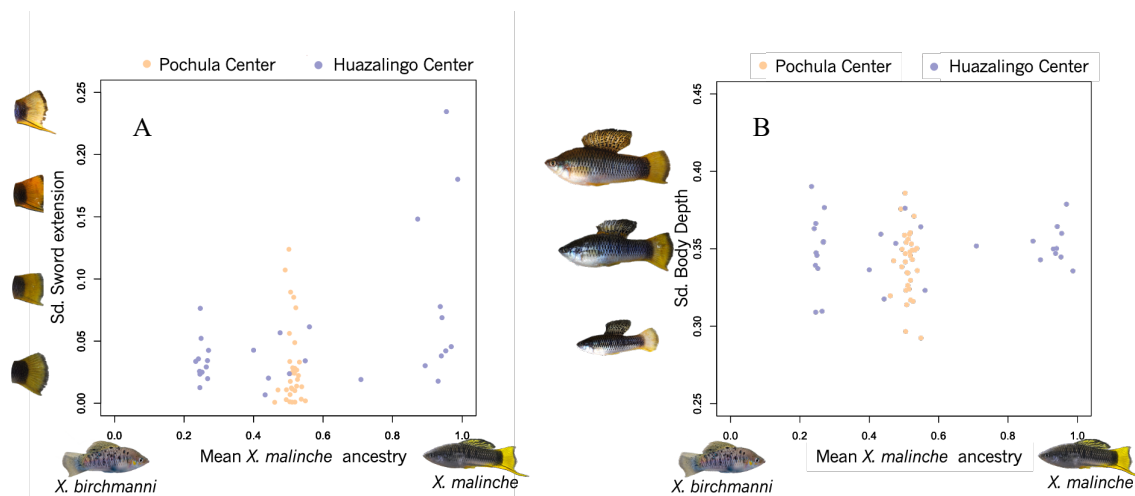 Pochula Center Huazalingo Center
A
Sd. Sword extension
0.25
0.20
0.15
0.10
0.05
0.00
0.0 0.2 0.4 0.6 0.8 1.0
Mean X. malinche ancestry
X. birchmanni
X. malinche
Pochula Center Huazalingo Center
B
Sd. Body Depth
0.45
0.40
0.35
0.30
0.25
0.0 0.2 0.4 0.6 0.8 1.0
Mean X. malinche ancestry
X. birchmanni
X. malinche